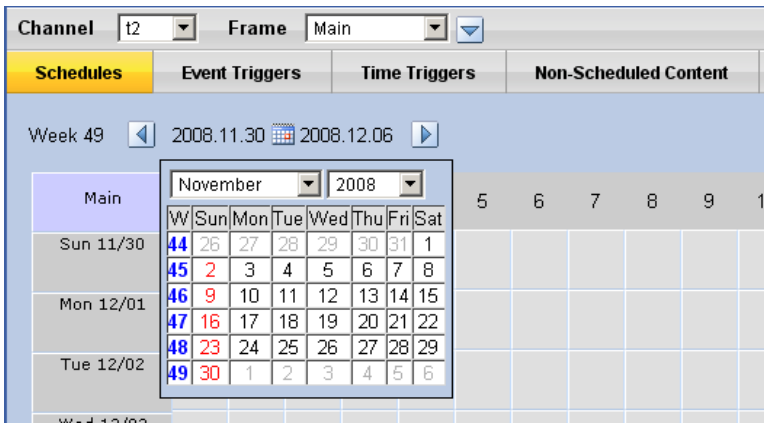 Channel t2 Frame Main
Schedules Event Triggers Time Triggers Non-Scheduled Content
Week 49 2008.11.30 2008.12.06
November 2008
Main 5 6 7 8 9 1
W Sun Mon Tue Wed Thu Fri Sat
44 26 27 28 29 30 31 1
Sun 11/30
45 2 3 4 5 6 7 8
46 9 10 11 12 13 14 15
Mon 12/01
47 16 17 18 19 20 21 22
48 23 24 25 26 27 28 29
Tue 12/02
49 30 1 2 3 4 5 6
Wed 12/03